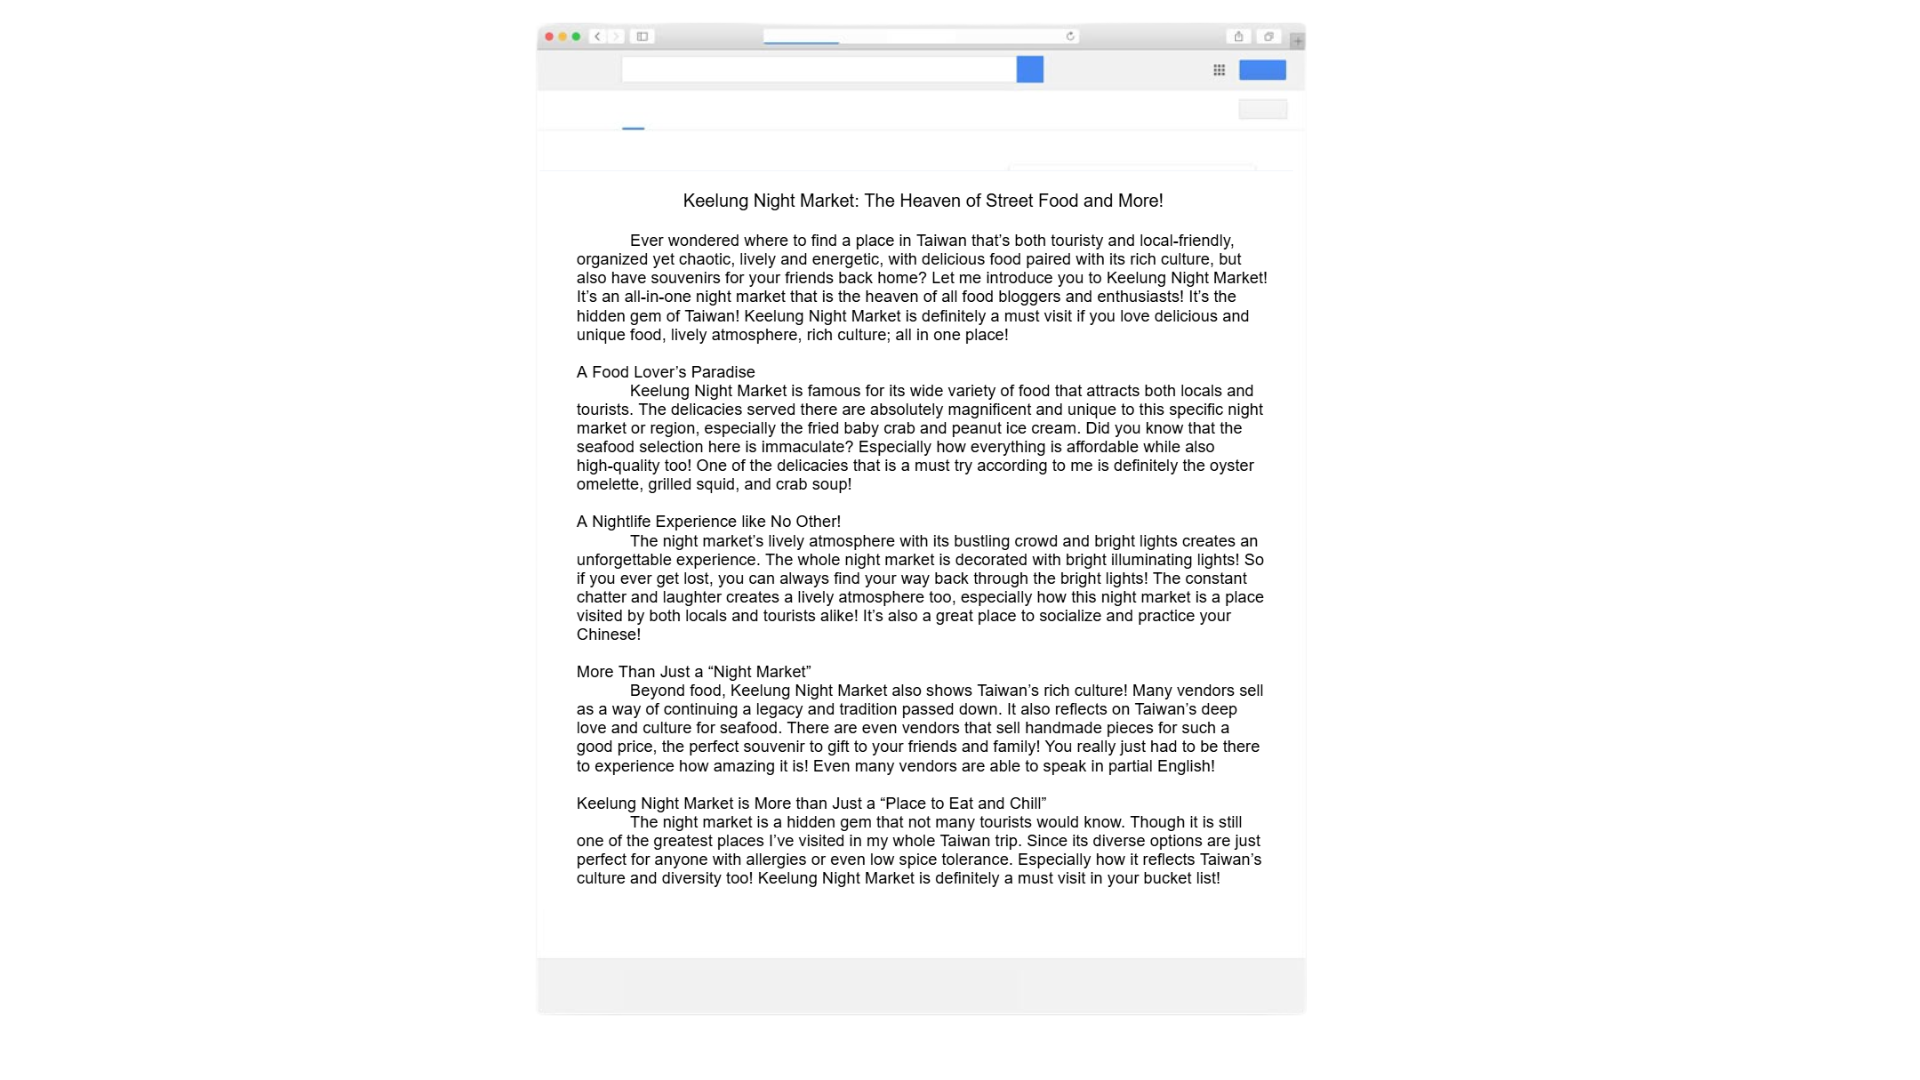 Keelung Night Market: The Heaven of Street Food and More!
Ever wondered where to find a place in Taiwan that’s both touristy and local-friendly,
organized yet chaotic, lively and energetic, with delicious food paired with its rich culture, but
also have souvenirs for your friends back home? Let me introduce you to Keelung Night Market!
It’s an all-in-one night market that is the heaven of all food bloggers and enthusiasts! It’s the
hidden gem of Taiwan! Keelung Night Market is definitely a must visit if you love delicious and
unique food, lively atmosphere, rich culture; all in one place!
A Food Lover’s Paradise
Keelung Night Market is famous for its wide variety of food that attracts both locals and
tourists. The delicacies served there are absolutely magnificent and unique to this specific night
market or region, especially the fried baby crab and peanut ice cream. Did you know that the
seafood selection here is immaculate? Especially how everything is affordable while also
high-quality too! One of the delicacies that is a must try according to me is definitely the oyster
omelette, grilled squid, and crab soup!
A Nightlife Experience like No Other!
The night market’s lively atmosphere with its bustling crowd and bright lights creates an
unforgettable experience. The whole night market is decorated with bright illuminating lights! So
if you ever get lost, you can always find your way back through the bright lights! The constant
chatter and laughter creates a lively atmosphere too, especially how this night market is a place
visited by both locals and tourists alike! It’s also a great place to socialize and practice your
Chinese!
More Than Just a “Night Market”
Beyond food, Keelung Night Market also shows Taiwan’s rich culture! Many vendors sell
as a way of continuing a legacy and tradition passed down. It also reflects on Taiwan’s deep
love and culture for seafood. There are even vendors that sell handmade pieces for such a
good price, the perfect souvenir to gift to your friends and family! You really just had to be there
to experience how amazing it is! Even many vendors are able to speak in partial English!
Keelung Night Market is More than Just a “Place to Eat and Chill”
The night market is a hidden gem that not many tourists would know. Though it is still
one of the greatest places I’ve visited in my whole Taiwan trip. Since its diverse options are just
perfect for anyone with allergies or even low spice tolerance. Especially how it reflects Taiwan’s
culture and diversity too! Keelung Night Market is definitely a must visit in your bucket list!